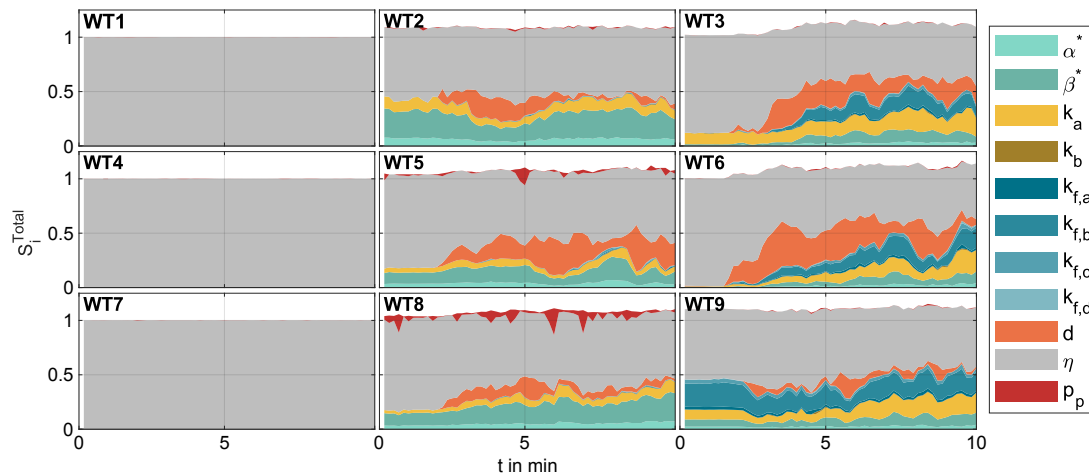 WT1 WT2 WT3
1
0.5
0
WT4 WT5 WT6
1
0.5
0
WT7 WT8 WT9
1
0.5
0
0 5 0 5 0 5 10
S_i^Total
t in min
α*
β*
k_a
k_b
k_f,a
k_f,b
k_f,c
k_f,d
d
η
p_p